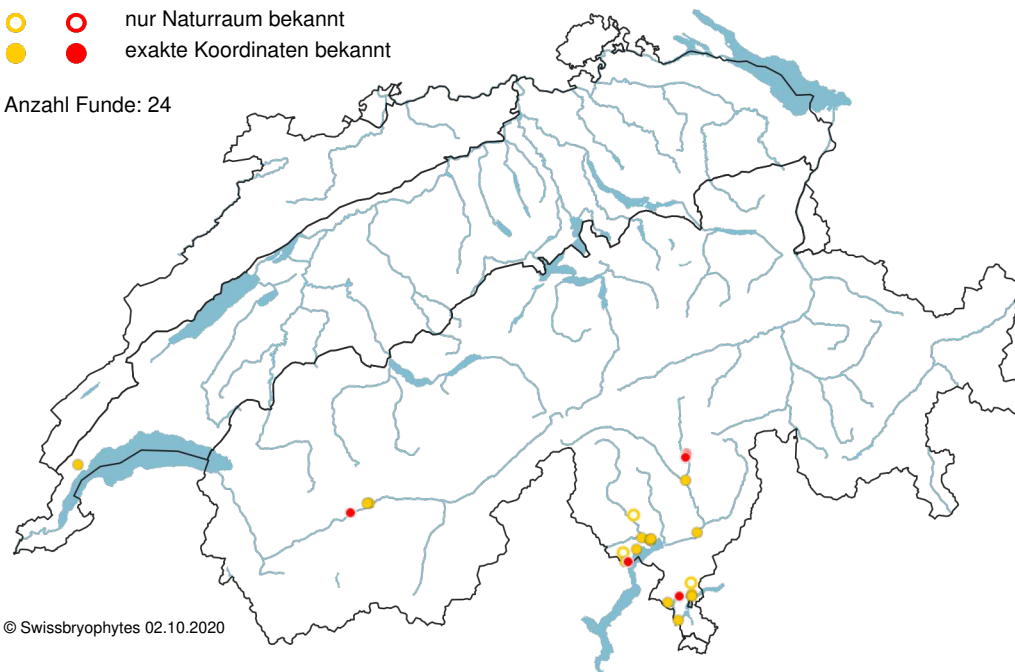 nur Naturraum bekannt
exakte Koordinaten bekannt
Anzahl Funde: 24
© Swissbryophytes 02.10.2020